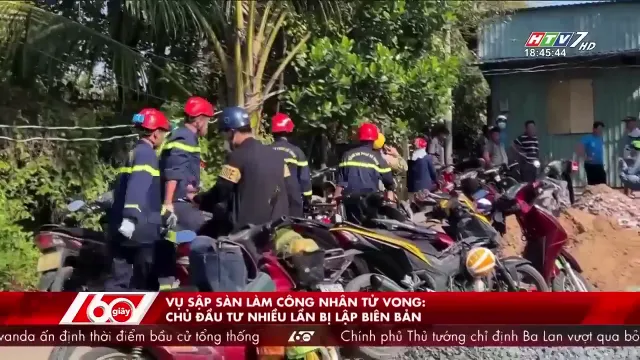 HTV7 HD
18:45:44
VỤ SẬP SÀN LÀM CÔNG NHÂN TỬ VONG:
60 giây
CHỦ ĐẦU TƯ NHIỀU LẦN BỊ LẬP BIÊN BẢN
vanda ấn định thời điểm bầu cử tổng thống
Chính phủ Thủ tướng chỉ định Ba Lan vượt qua bỏ